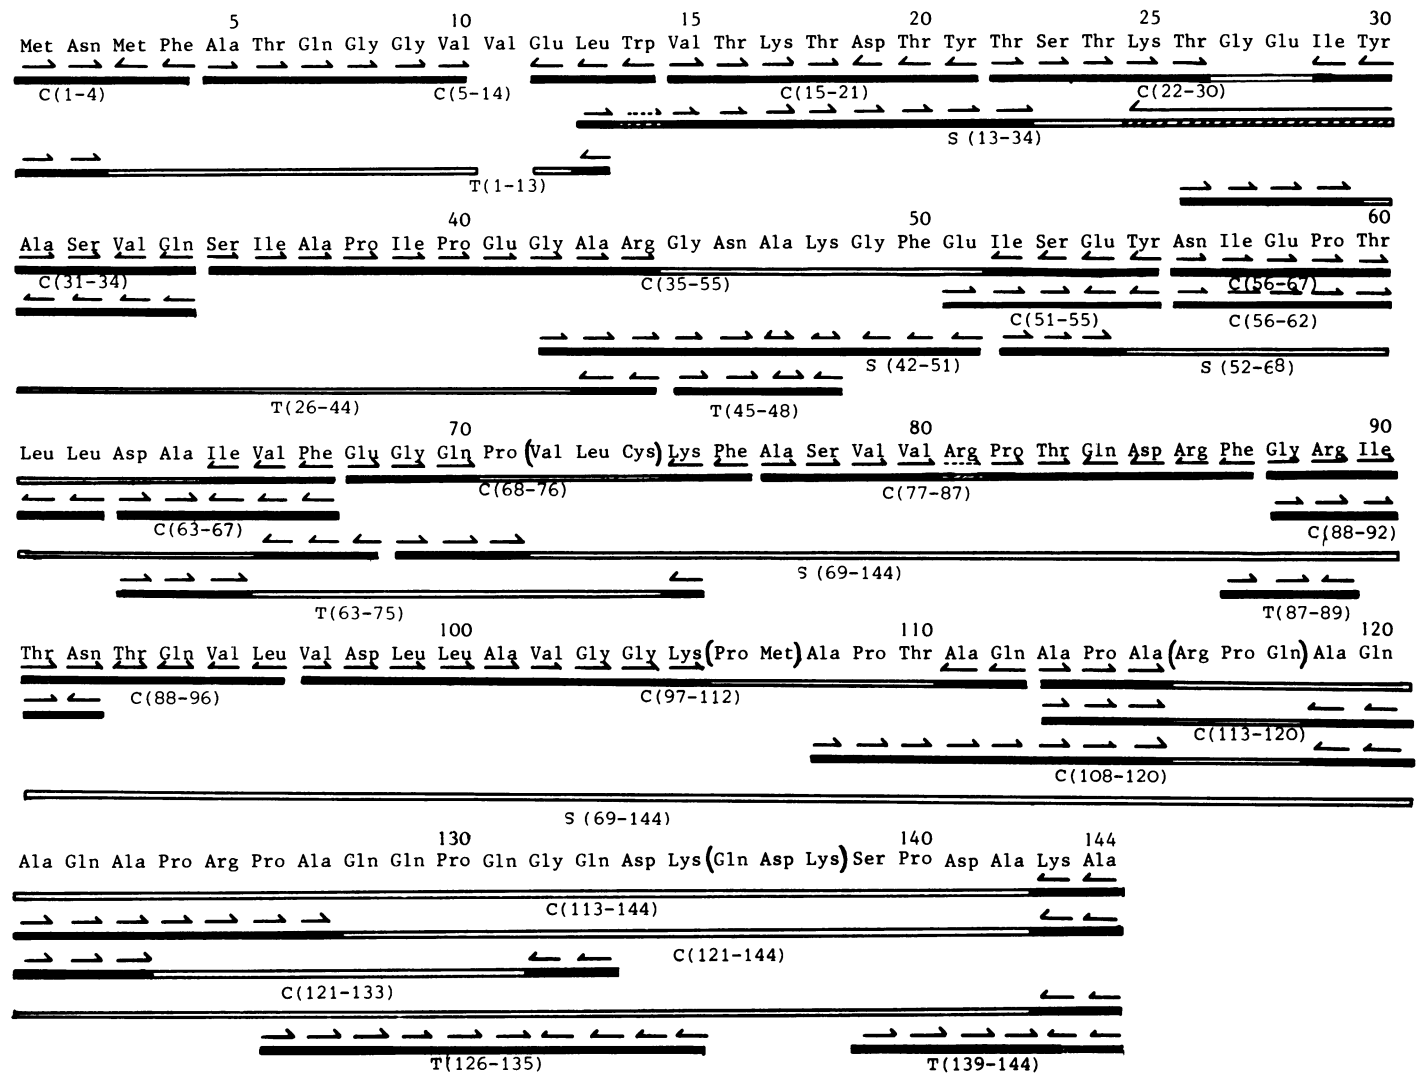 5 10 15 20 25 30
Met Asn Met Phe Ala Thr Gln Gly Gly Val Val Glu Leu Trp Val Thr Lys Thr Asp Thr Tyr Thr Ser Thr Lys Thr Gly Glu Ile Tyr
C(1-4) C(5-14) C(15-21) C(22-30)
S (13-34)
T(1-13)
40 50 60
Ala Ser Val Gln Ser Ile Ala Pro Ile Pro Glu Gly Ala Arg Gly Asn Ala Lys Gly Phe Glu Ile Ser Glu Tyr Asn Ile Glu Pro Thr
C(31-34) C(35-55) C(56-67)
C(51-55) C(56-62)
S (42-51) S (52-68)
T(26-44) T(45-48)
70 80 90
Leu Leu Asp Ala Ile Val Phe Glu Gly Gln Pro (Val Leu Cys) Lys Phe Ala Ser Val Val Arg Pro Thr Gln Asp Arg Phe Gly Arg Ile
C(68-76) C(77-87)
C(63-67) C(88-92)
S (69-144)
T(63-75) T(87-89)
100 110 120
Thr Asn Thr Gln Val Leu Val Asp Leu Leu Ala Val Gly Gly Lys (Pro Met) Ala Pro Thr Ala Gln Ala Pro Ala (Arg Pro Gln) Ala Gln
C(88-96) C(97-112)
C(113-120)
C(108-120)
S (69-144)
130 140 144
Ala Gln Ala Pro Arg Pro Ala Gln Gln Pro Gln Gly Gln Asp Lys (Gln Asp Lys) Ser Pro Asp Ala Lys Ala
C(113-144)
C(121-144)
C(121-133)
T(126-135) T(139-144)